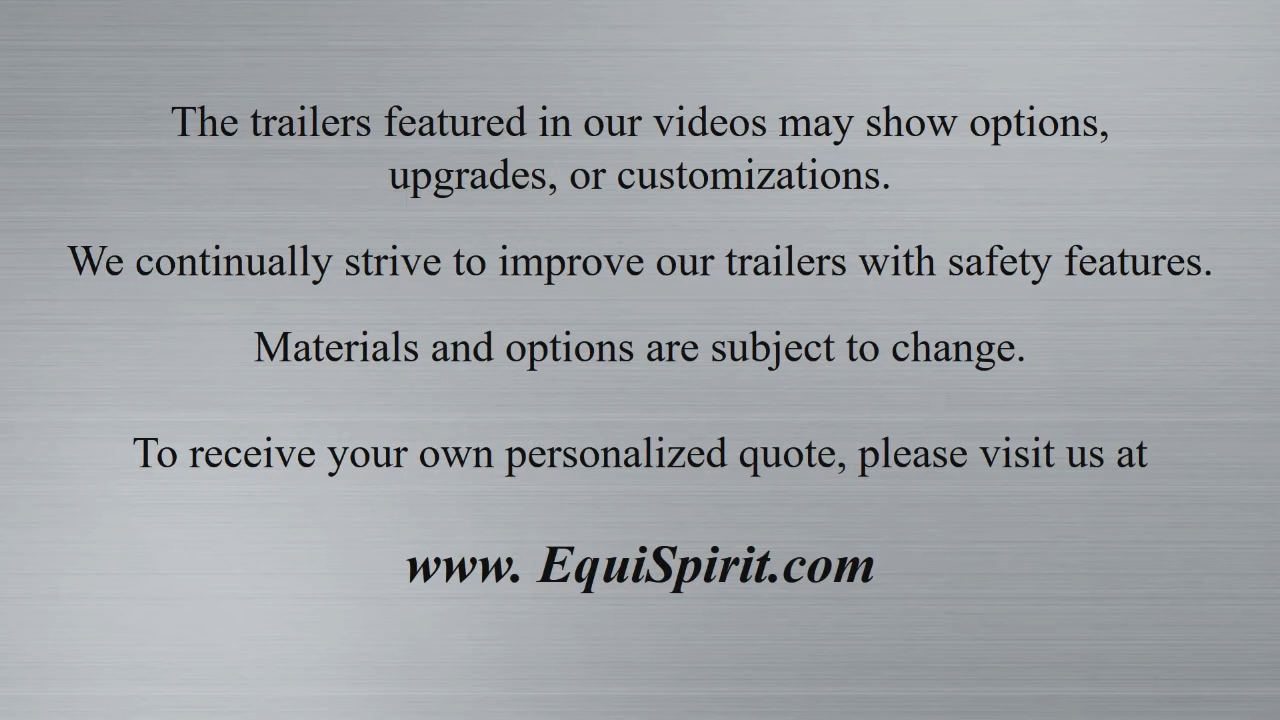 The trailers featured in our videos may show options,
upgrades, or customizations.
We continually strive to improve our trailers with safety features.
Materials and options are subject to change.
To receive your own personalized quote, please visit us at
www. EquiSpirit.com